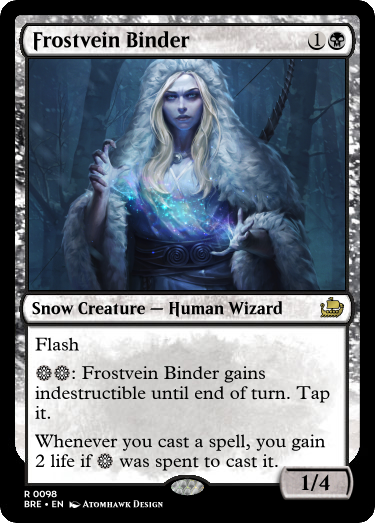 Frostvein Binder 1
Snow Creature — Human Wizard
Flash
: Frostvein Binder gains
indestructible until end of turn. Tap
it.
Whenever you cast a spell, you gain
2 life if was spent to cast it.
1/4
R 0098
BRE • EN Atomhawk Design